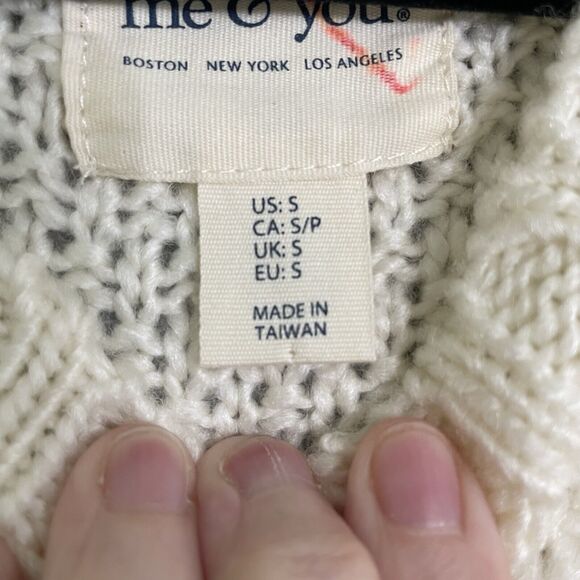 me & you®
BOSTON NEW YORK LOS ANGELES
US: S
CA: S/P
UK: S
EU: S
MADE IN
TAIWAN